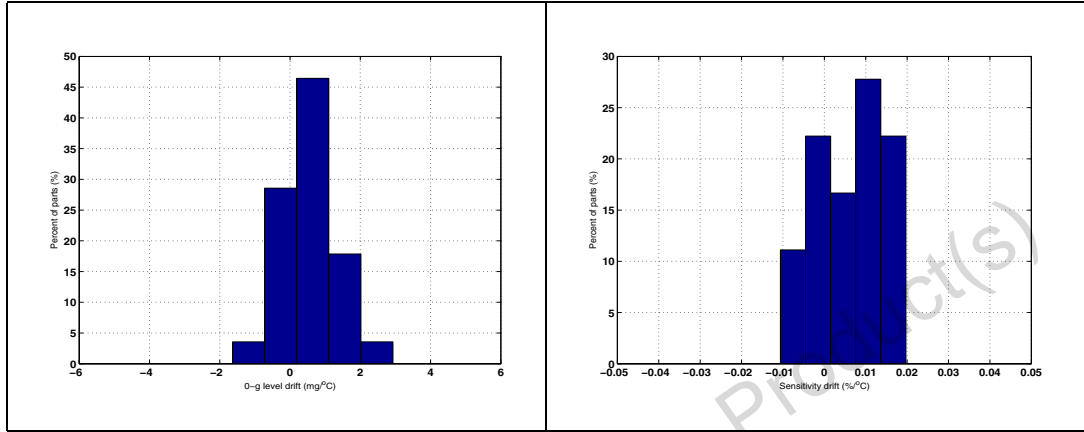 50
45
40
35
30
25
20
15
10
5
0
−6 −4 −2 0 2 4 6
Percent of parts (%)
0−g level drift (mg/°C)
30
25
20
15
10
5
0
−0.05 −0.04 −0.03 −0.02 −0.01 0 0.01 0.02 0.03 0.04 0.05
Percent of parts (%)
Sensitivity drift (%/°C)
Product(s)